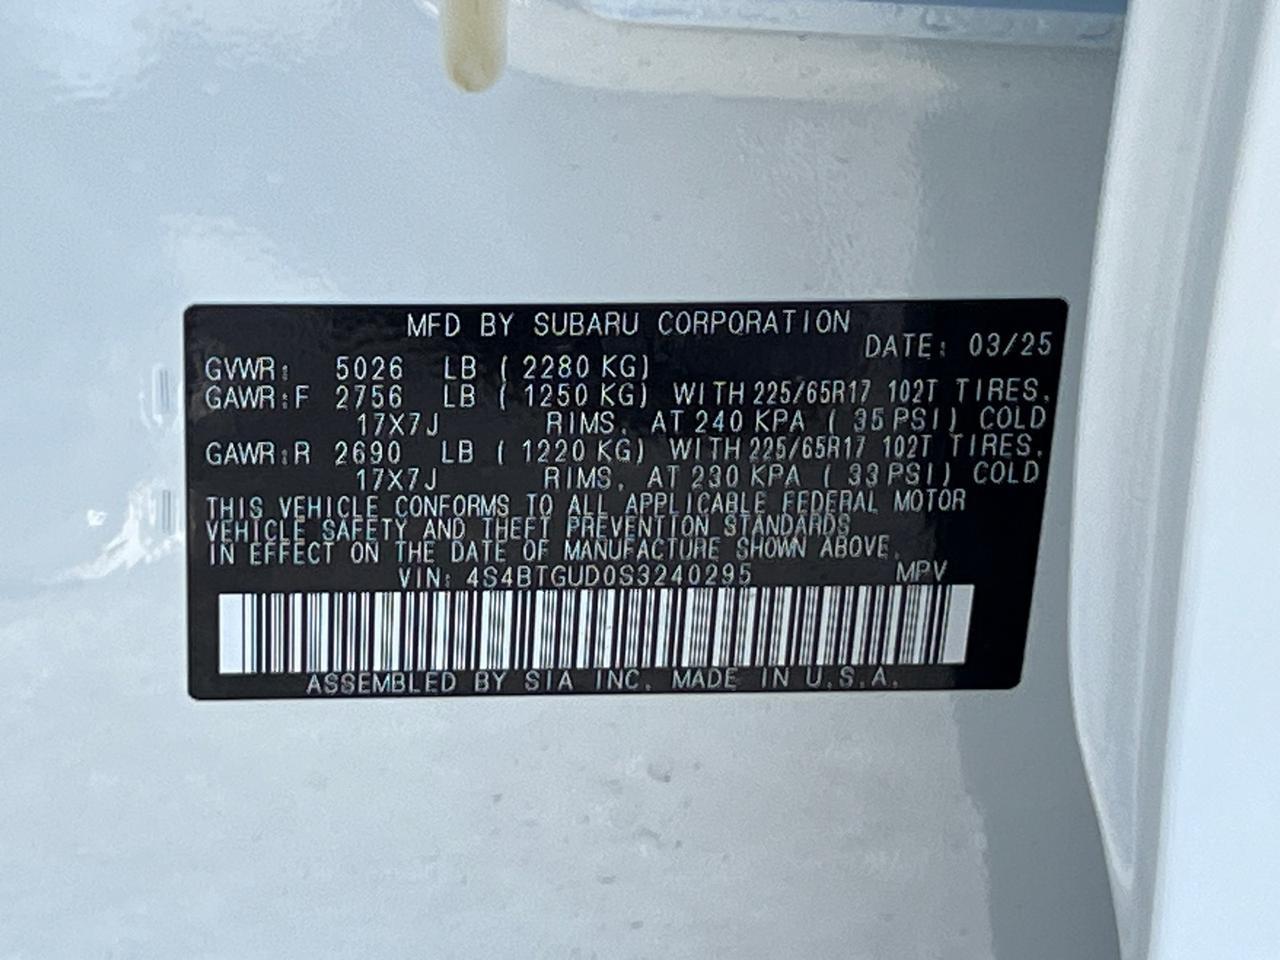 MFD BY SUBARU CORPORATION
DATE: 03/25
GVWR: 5026 LB ( 2280 KG)
GAWR:F 2756 LB ( 1250 KG) WITH 225/65R17 102T TIRES,
17X7J RIMS, AT 240 KPA ( 35 PSI) COLD
GAWR:R 2690 LB ( 1220 KG) WITH 225/65R17 102T TIRES,
17X7J RIMS, AT 230 KPA ( 33 PSI) COLD
THIS VEHICLE CONFORMS TO ALL APPLICABLE FEDERAL MOTOR
VEHICLE SAFETY AND THEFT PREVENTION STANDARDS
IN EFFECT ON THE DATE OF MANUFACTURE SHOWN ABOVE.
VIN: 4S4BTGUD0S3240295 MPV
ASSEMBLED BY SIA INC. MADE IN U.S.A.